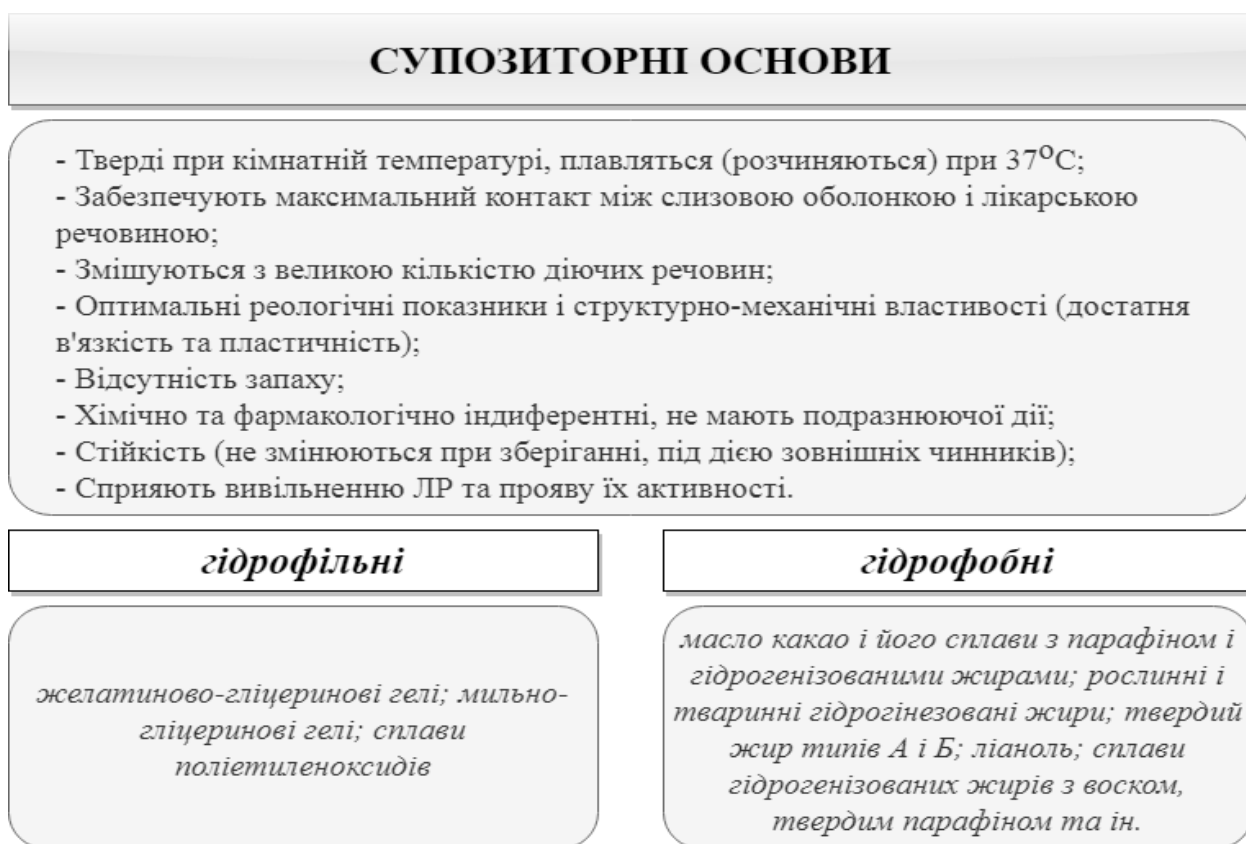 СУПОЗИТОРНІ ОСНОВИ
- Тверді при кімнатній температурі, плавляться (розчиняються) при 37°С;
- Забезпечують максимальний контакт між слизовою оболонкою і лікарською
речовиною;
- Змішуються з великою кількістю діючих речовин;
- Оптимальні реологічні показники і структурно-механічні властивості (достатня
в'язкість та пластичність);
- Відсутність запаху;
- Хімічно та фармакологічно індиферентні, не мають подразнюючої дії;
- Стійкість (не змінюються при зберіганні, під дією зовнішніх чинників);
- Сприяють вивільненню ЛР та прояву їх активності.
гідрофільні
желатиново-гліцеринові гелі; мильно-
гліцеринові гелі; сплави
поліетиленоксидів
гідрофобні
масло какао і його сплави з парафіном і
гідрогенізованими жирами; рослинні і
тваринні гідрогінезовані жири; твердий
жир типів А і Б; ліаноль; сплави
гідрогенізованих жирів з воском,
твердим парафіном та ін.